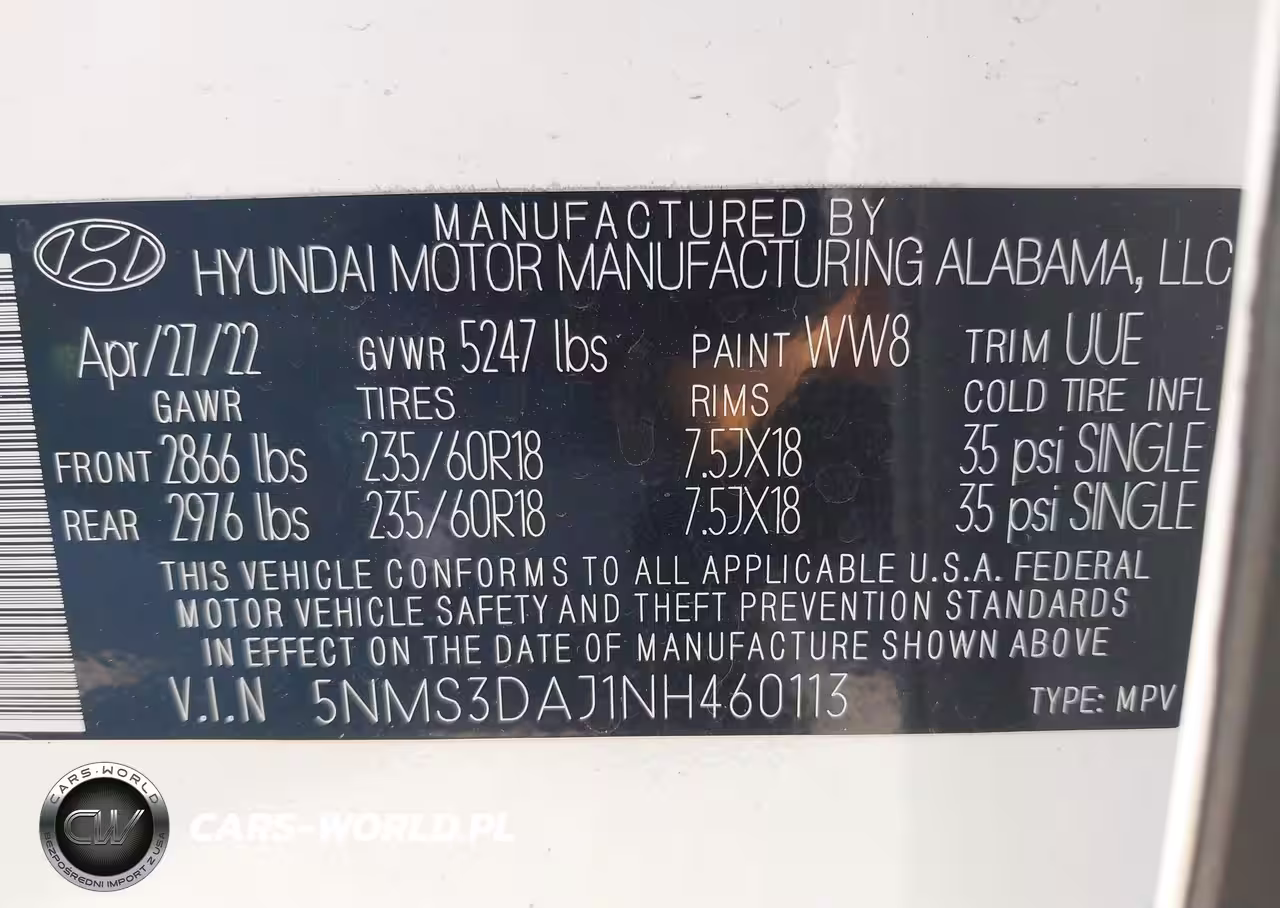 MANUFACTURED BY
HYUNDAI MOTOR MANUFACTURING ALABAMA, LLC
Apr/27/22 GVWR 5247 lbs PAINT WW8 TRIM UUE
GAWR TIRES RIMS COLD TIRE INFL
FRONT 2866 lbs 235/60R18 7.5JX18 35 psi SINGLE
REAR 2976 lbs 235/60R18 7.5JX18 35 psi SINGLE
THIS VEHICLE CONFORMS TO ALL APPLICABLE U.S.A. FEDERAL
MOTOR VEHICLE SAFETY AND THEFT PREVENTION STANDARDS
IN EFFECT ON THE DATE OF MANUFACTURE SHOWN ABOVE
V.I.N 5NMS3DAJ1NH460113 TYPE: MPV
CARS-WORLD
CW
BEZPOŚREDNI IMPORT Z USA
CARS-WORLD.PL